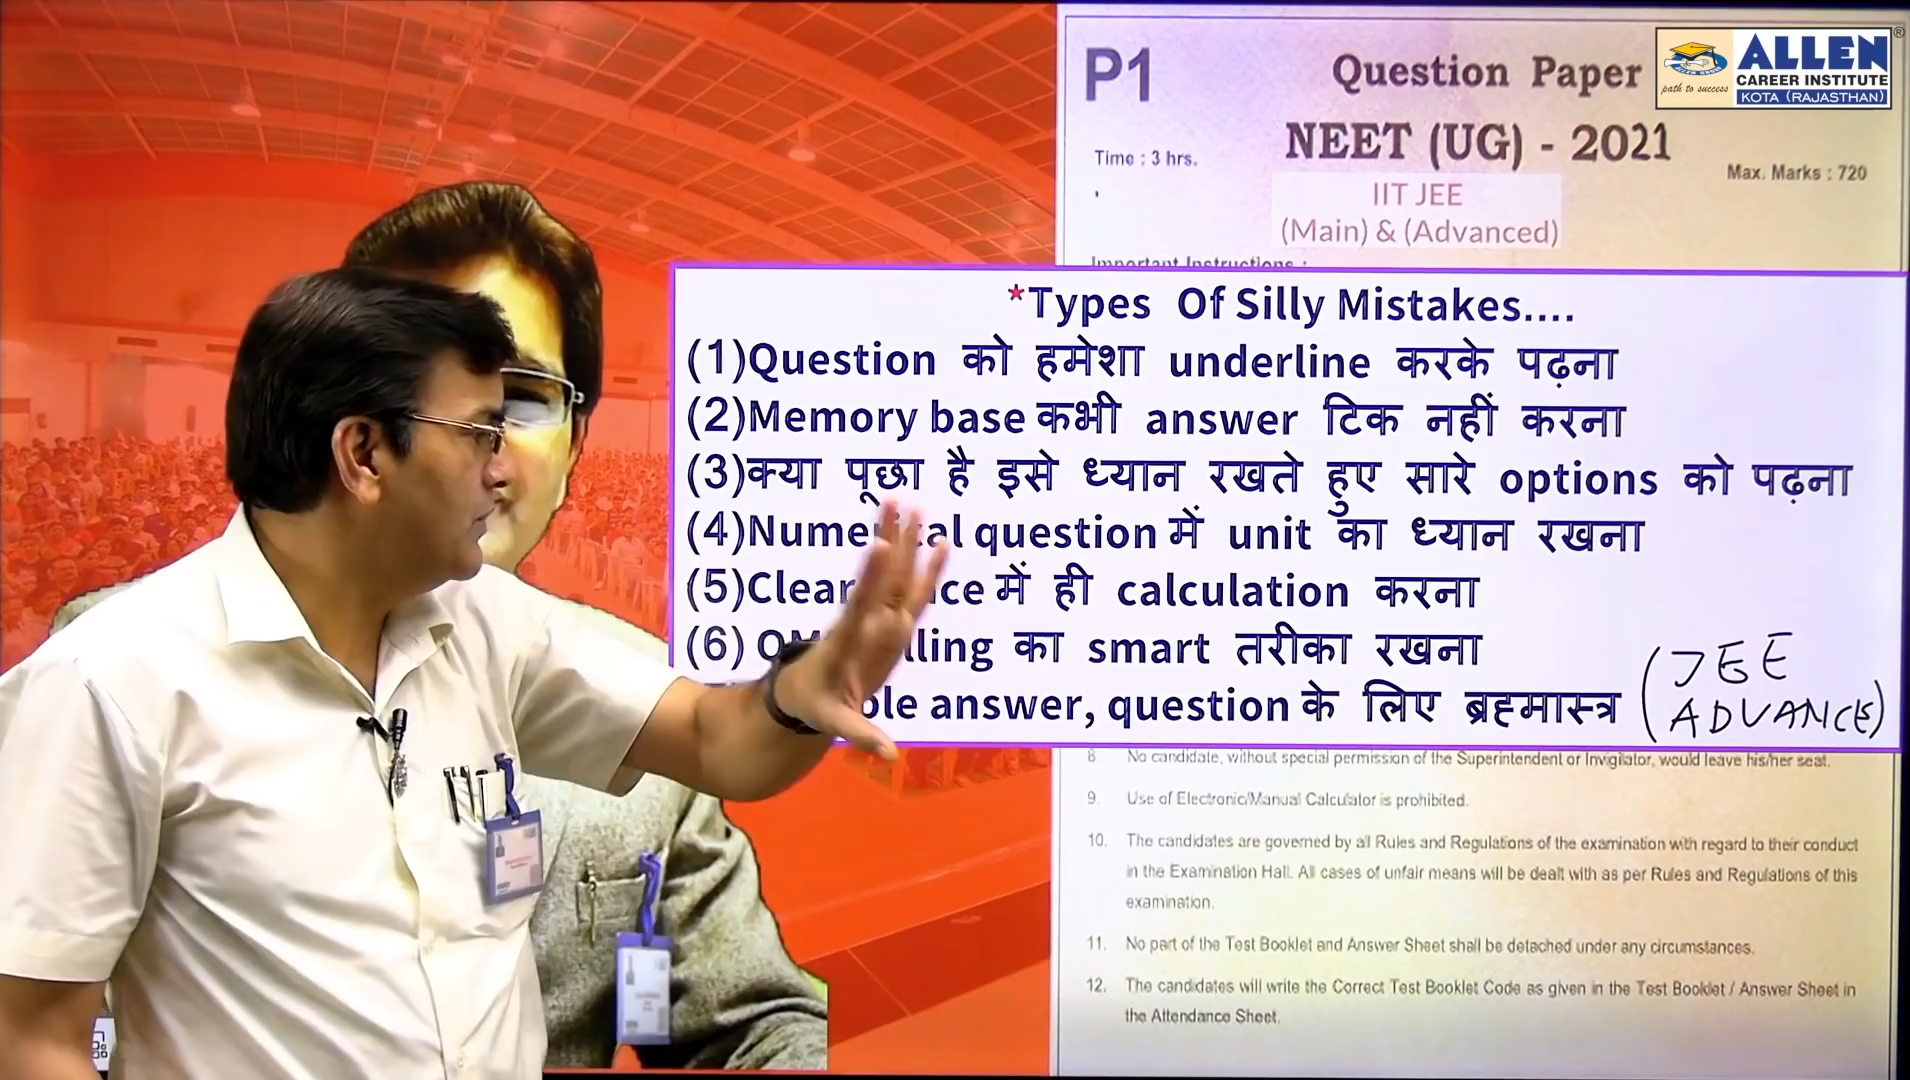 P1
Question Paper
ALLEN
CAREER INSTITUTE
KOTA (RAJASTHAN)
path to success
®
NEET (UG) - 2021
Time : 3 hrs.
Max. Marks : 720
IIT JEE
(Main) & (Advanced)
Important Instructions :
*Types Of Silly Mistakes....
(1)Question को हमेशा underline करके पढ़ना
(2)Memory base कभी answer टिक नहीं करना
(3)क्या पूछा है इसे ध्यान रखते हुए सारे options को पढ़ना
(4)Numerical question में unit का ध्यान रखना
(5)Clear में ही calculation करना
(6) का smart तरीका रखना
answer, question के लिए ब्रह्मास्त्र (JEE
ADVANCE)
8. No candidate, without special permission of the Superintendent or Invigilator, would leave his/her seat.
9. Use of Electronic/Manual Calculator is prohibited.
10. The candidates are governed by all Rules and Regulations of the examination with regard to their conduct
in the Examination Hall. All cases of unfair means will be dealt with as per Rules and Regulations of this
examination.
11. No part of the Test Booklet and Answer Sheet shall be detached under any circumstances.
12. The candidates will write the Correct Test Booklet Code as given in the Test Booklet / Answer Sheet in
the Attendance Sheet.